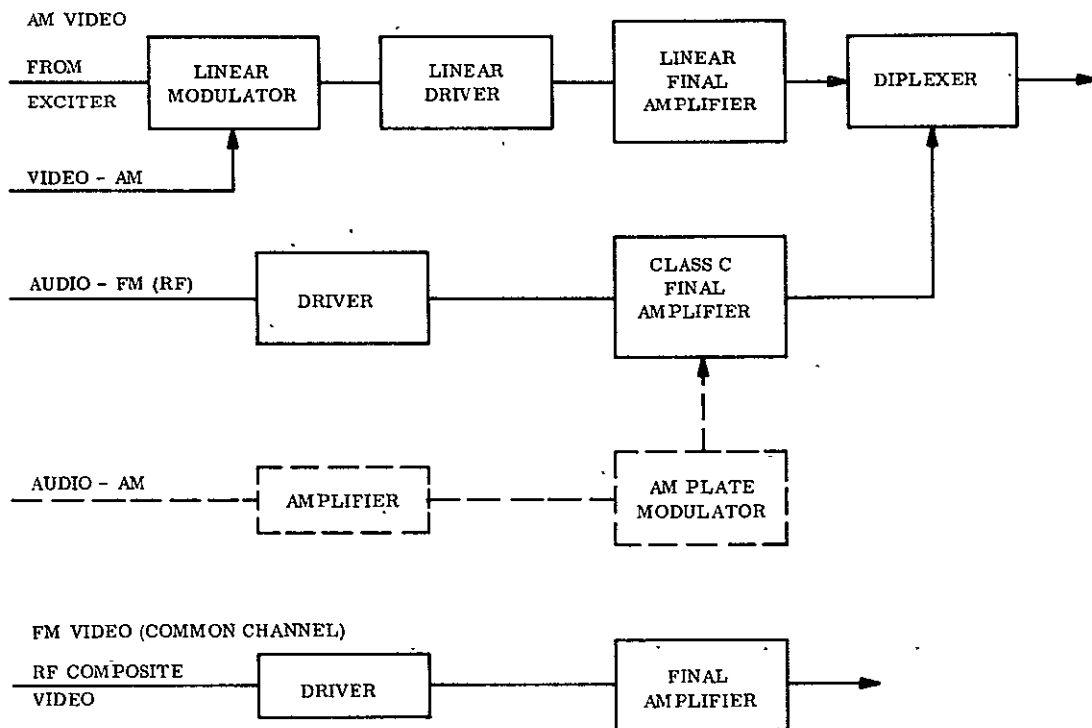 AM VIDEO
FROM
EXCITER
LINEAR
MODULATOR
LINEAR
DRIVER
LINEAR
FINAL
AMPLIFIER
DIPLEXER
VIDEO - AM
AUDIO - FM (RF)
DRIVER
CLASS C
FINAL
AMPLIFIER
AUDIO - AM
AMPLIFIER
AM PLATE
MODULATOR
FM VIDEO (COMMON CHANNEL)
RF COMPOSITE
VIDEO
DRIVER
FINAL
AMPLIFIER